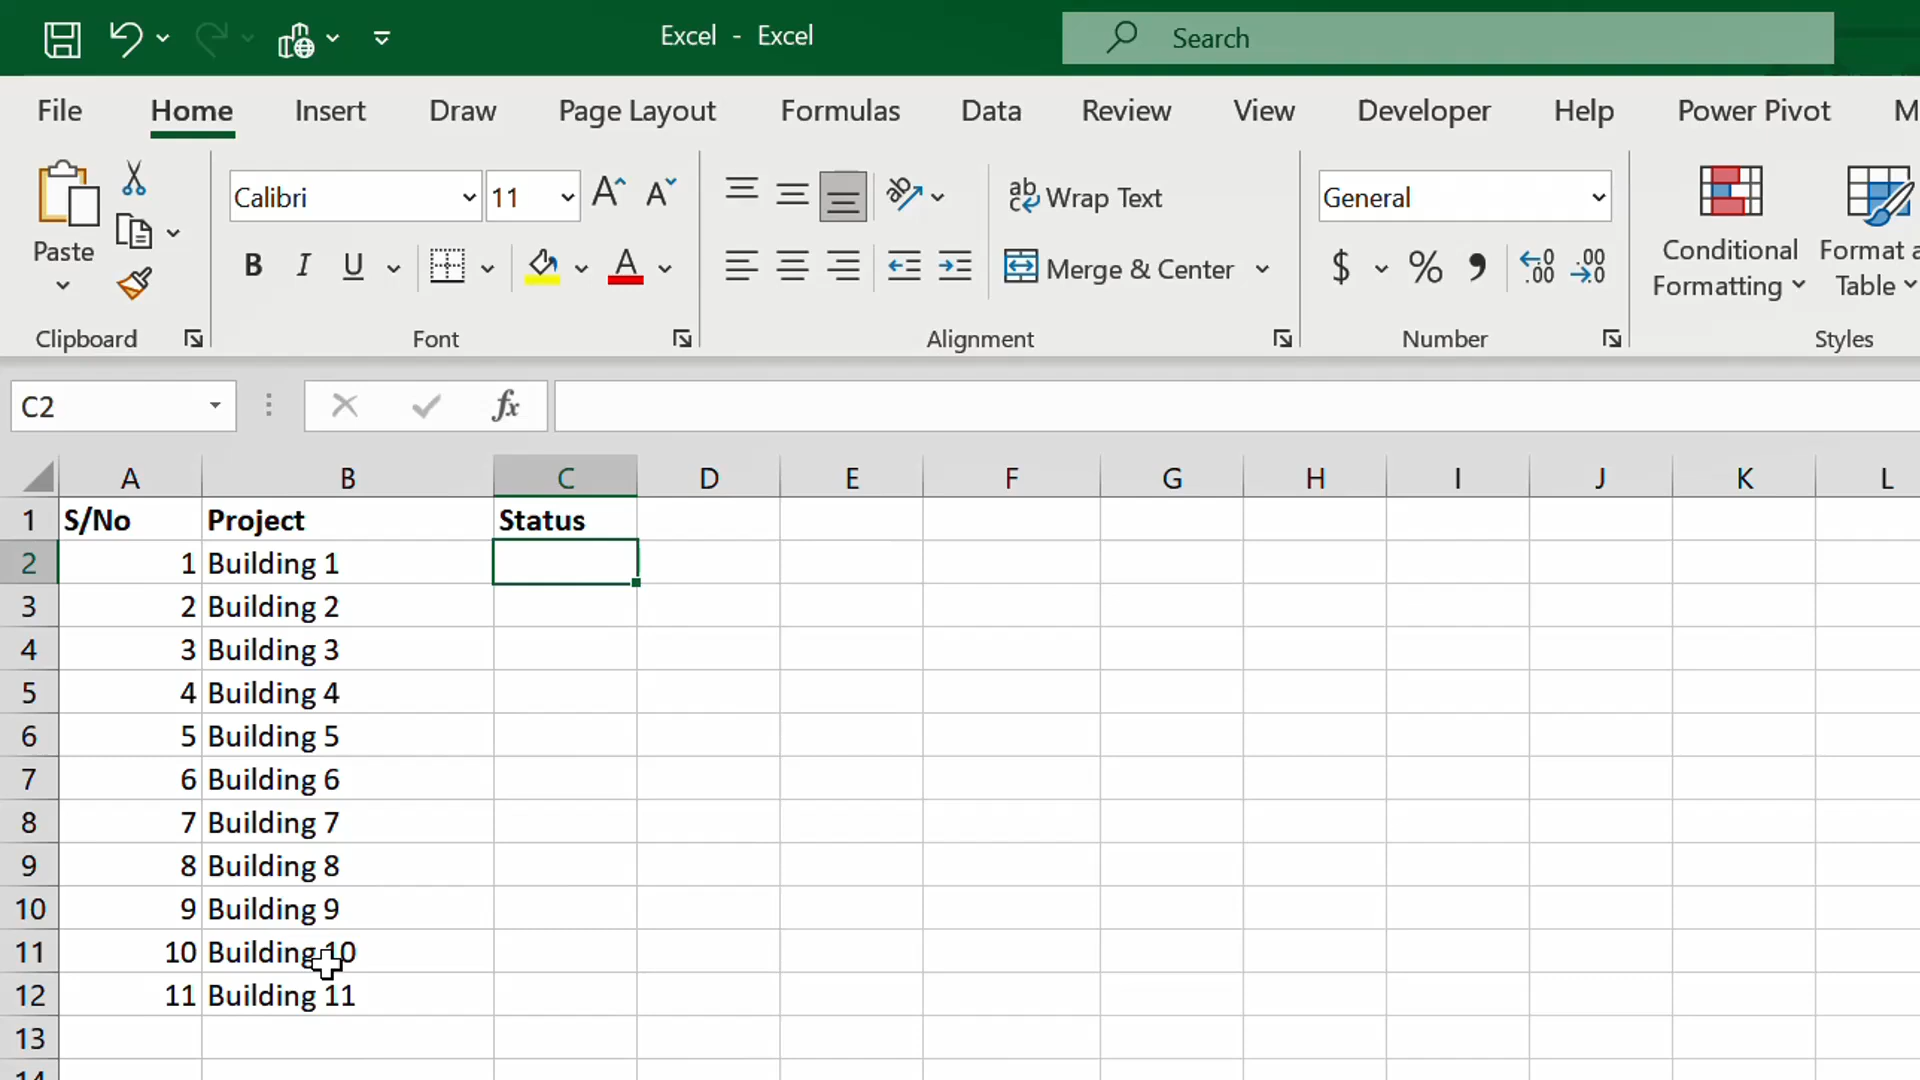 Excel - Excel
Search
File Home Insert Draw Page Layout Formulas Data Review View Developer Help Power Pivot M
Paste
Clipboard
Calibri 11
B I U A
Font
ab Wrap Text
Merge & Center
Alignment
General
$ % , .00 .00
Number
Conditional Formatting
Format a
Table
Styles
C2
fx
A B C D E F G H I J K L
1 S/No Project Status
2 1 Building 1
3 2 Building 2
4 3 Building 3
5 4 Building 4
6 5 Building 5
7 6 Building 6
8 7 Building 7
9 8 Building 8
10 9 Building 9
11 10 Building 10
12 11 Building 11
13
14